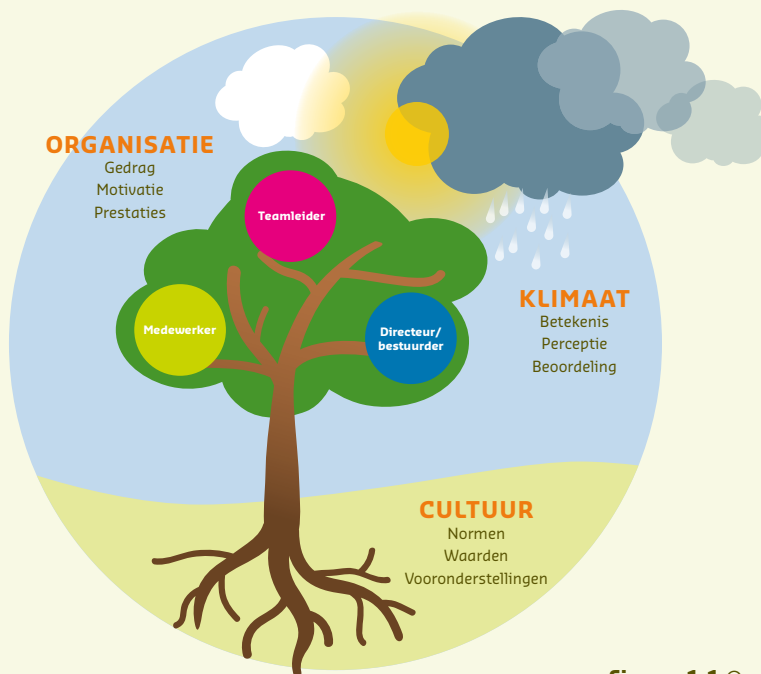 ORGANISATIE
Gedrag
Motivatie
Prestaties
Teamleider
Medewerker
Directeur/
bestuurder
KLIMAAT
Betekenis
Perceptie
Beoordeling
CULTUUR
Normen
Waarden
Vooronderstellingen